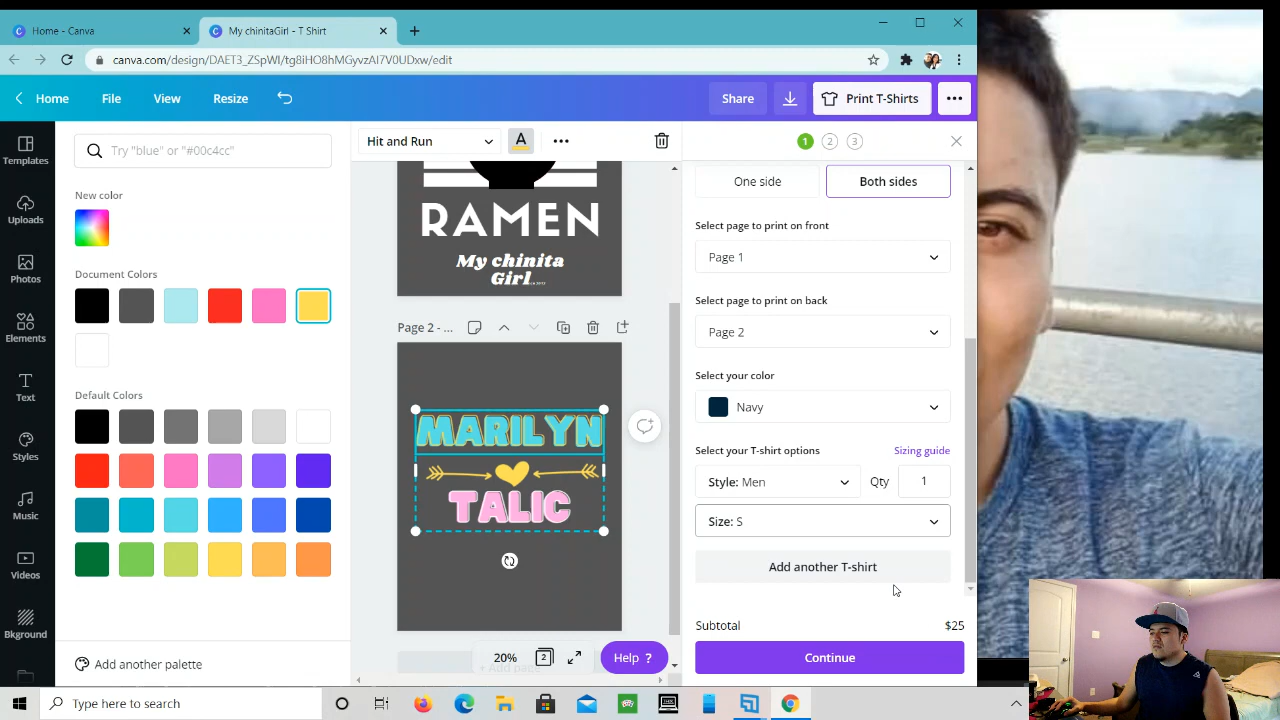 Home - Canva
My chinitaGirl - T Shirt
canva.com/design/DAET3_ZSpWI/tg8iHO8hMGyvzAI7V0UDxw/edit
Home
File
View
Resize
Share
Print T-Shirts
Templates
Uploads
Photos
Elements
Text
Styles
Music
Videos
Bkground
Try "blue" or "#00c4cc"
New color
Document Colors
Default Colors
Add another palette
Hit and Run
A
RAMEN
My chinita
Girl
Page 2 - ...
MARILYN
TALIC
20%
2
Help ?
1 2 3
One side
Both sides
Select page to print on front
Page 1
Select page to print on back
Page 2
Select your color
Navy
Select your T-shirt options
Sizing guide
Style: Men
Qty
1
Size: S
Add another T-shirt
Subtotal
$25
Continue
Type here to search